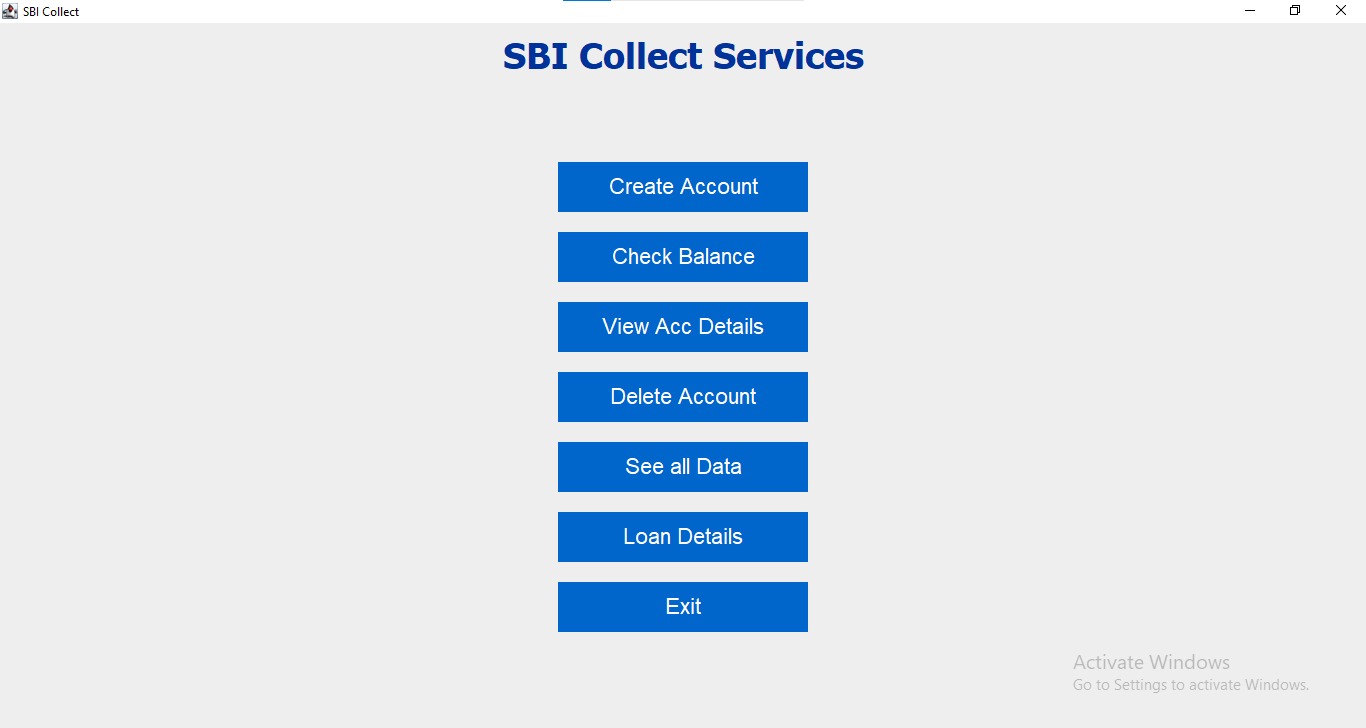 SBI Collect
SBI Collect Services
Create Account
Check Balance
View Acc Details
Delete Account
See all Data
Loan Details
Exit
Activate Windows
Go to Settings to activate Windows.